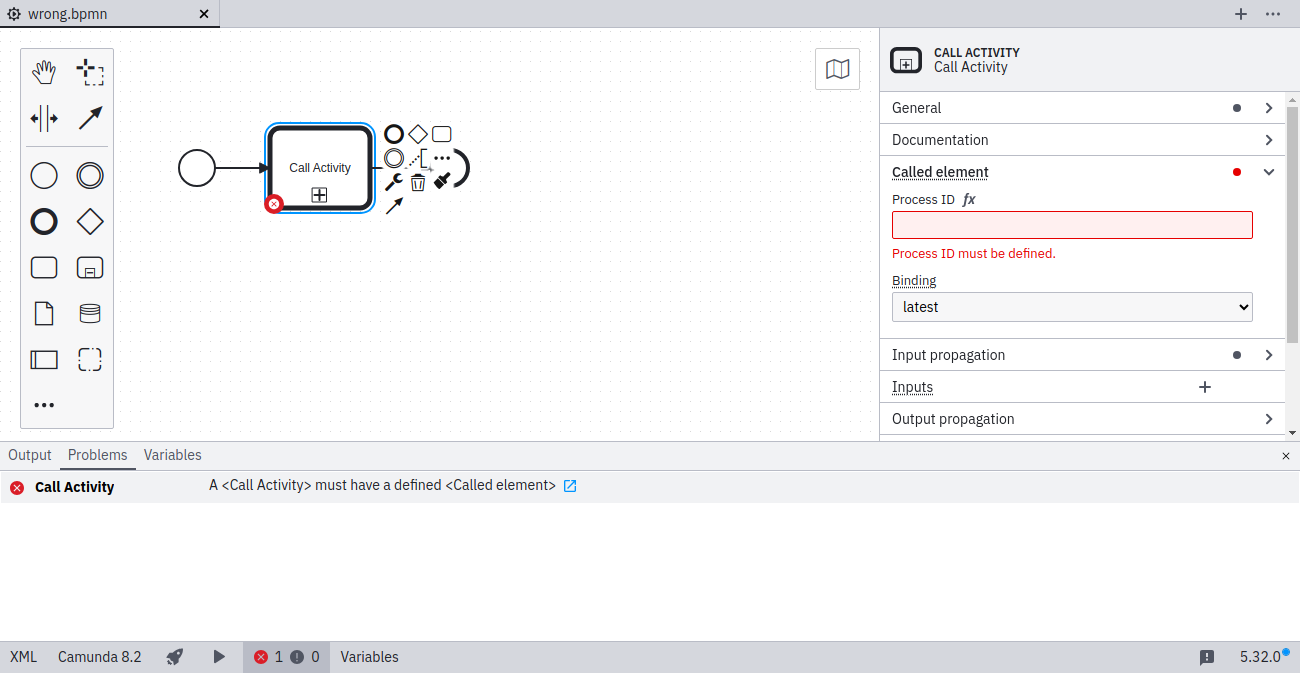 wrong.bpmn
CALL ACTIVITY
Call Activity
General
Documentation
Called element
Process ID fx
Process ID must be defined.
Binding
latest
Input propagation
Inputs
Output propagation
Call Activity
Output Problems Variables
Call Activity A <Call Activity> must have a defined <Called element>
XML Camunda 8.2 1 0 Variables 5.32.0